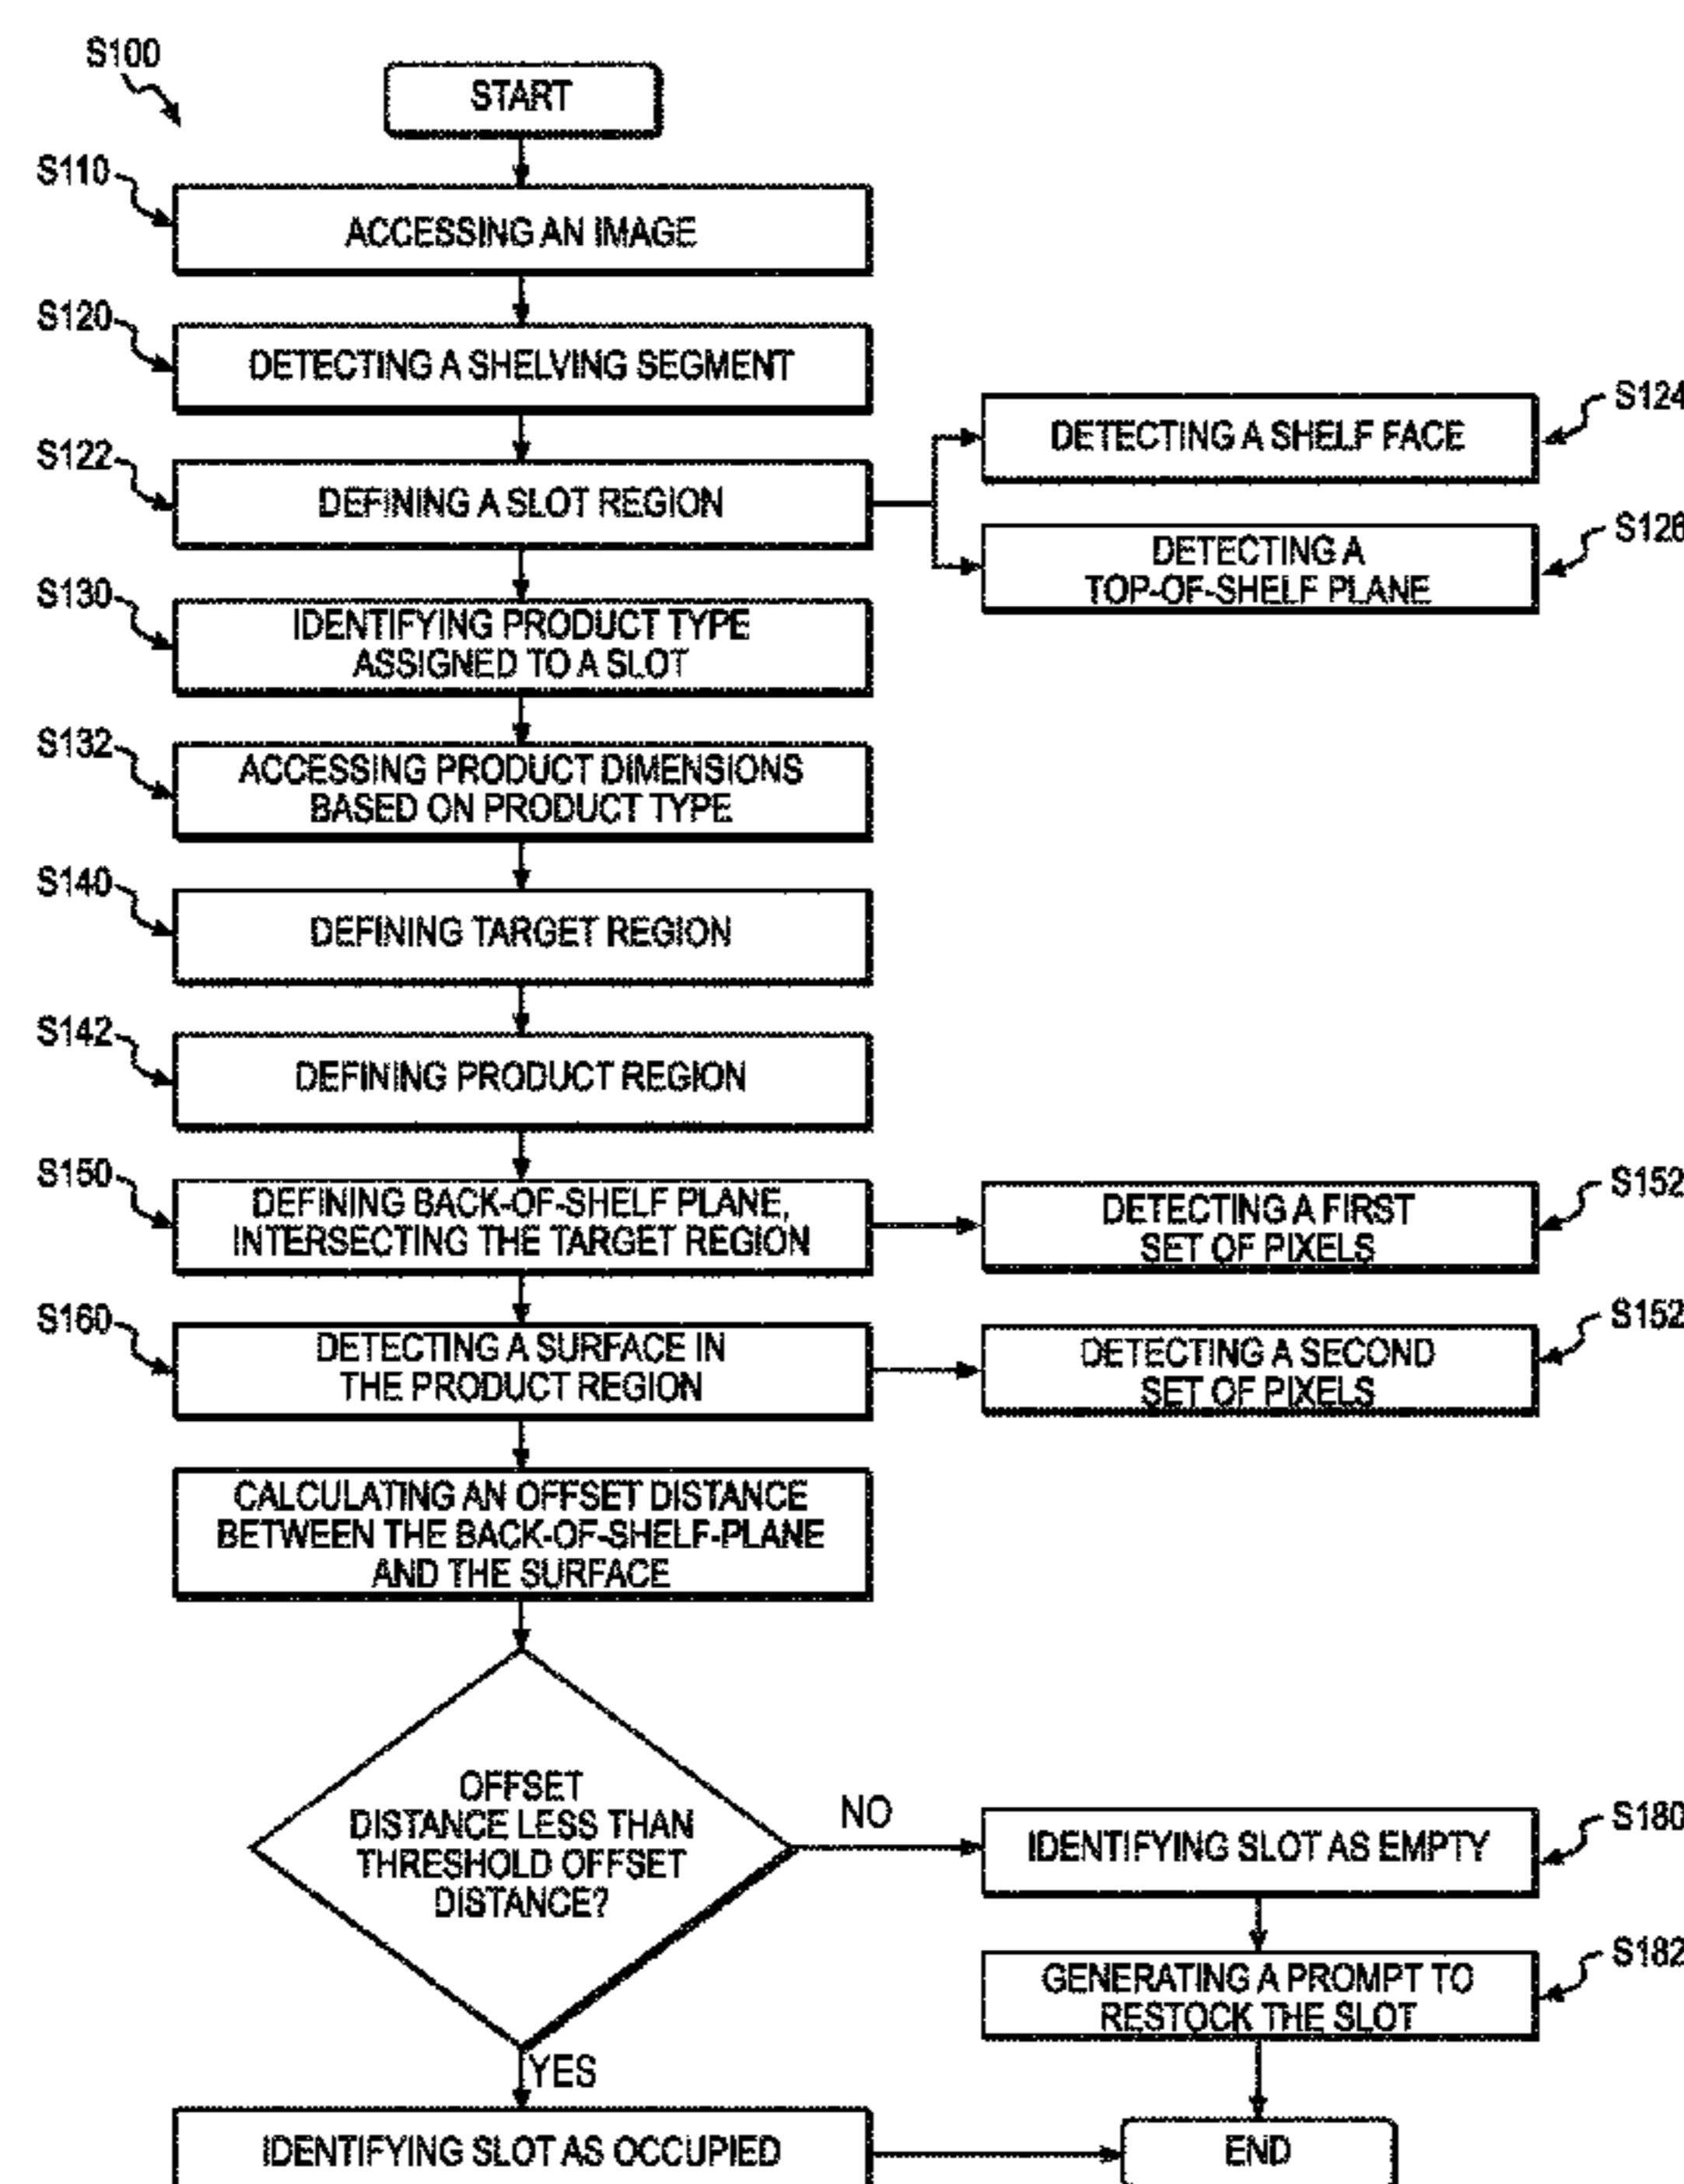 S100
START
S110
ACCESSING AN IMAGE
S120
DETECTING A SHELVING SEGMENT
S122
DEFINING A SLOT REGION
DETECTING A SHELF FACE
S124
DETECTING A
TOP-OF-SHELF PLANE
S126
S130
IDENTIFYING PRODUCT TYPE
ASSIGNED TO A SLOT
S132
ACCESSING PRODUCT DIMENSIONS
BASED ON PRODUCT TYPE
S140
DEFINING TARGET REGION
S142
DEFINING PRODUCT REGION
S150
DEFINING BACK-OF-SHELF PLANE,
INTERSECTING THE TARGET REGION
DETECTING A FIRST
SET OF PIXELS
S152
S160
DETECTING A SURFACE IN
THE PRODUCT REGION
DETECTING A SECOND
SET OF PIXELS
S152
CALCULATING AN OFFSET DISTANCE
BETWEEN THE BACK-OF-SHELF-PLANE
AND THE SURFACE
OFFSET
DISTANCE LESS THAN
THRESHOLD OFFSET
DISTANCE?
NO
IDENTIFYING SLOT AS EMPTY
S180
GENERATING A PROMPT TO
RESTOCK THE SLOT
S182
YES
IDENTIFYING SLOT AS OCCUPIED
END